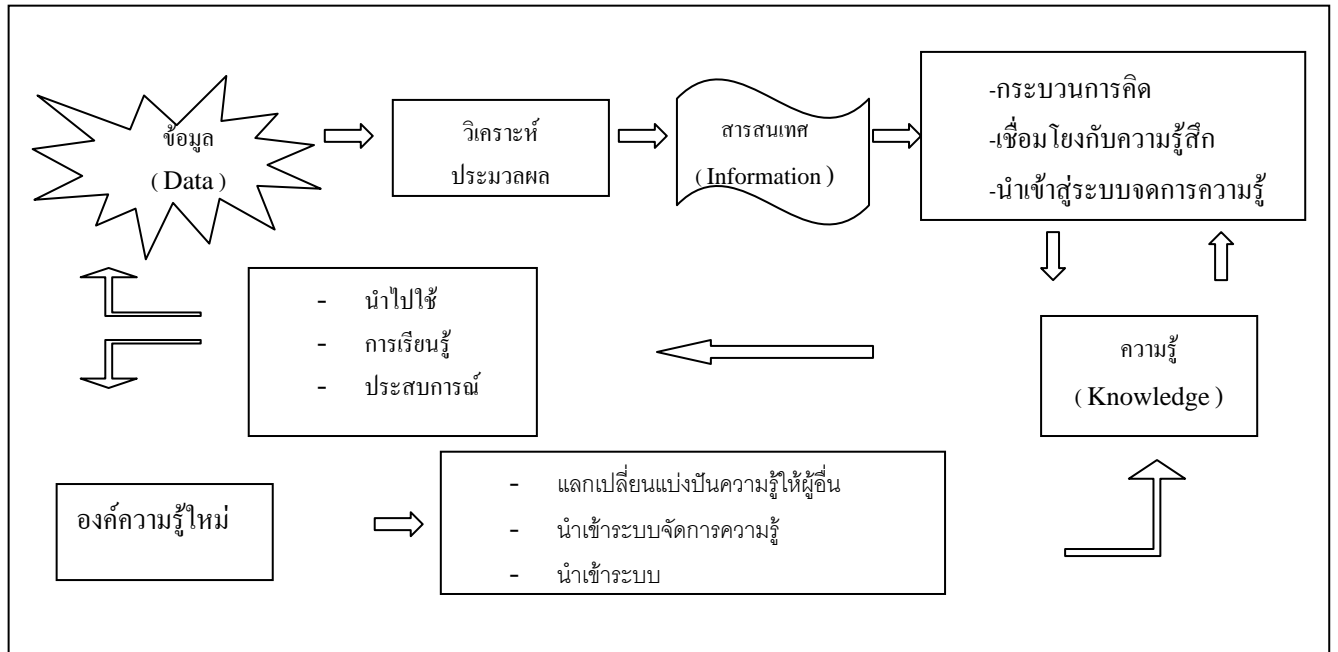 ข้อมูล
( Data )
วิเคราะห์
ประมวลผล
สารสนเทศ
( Information )
-กระบวนการคิด
-เชื่อมโยงกับความรู้สึก
-นำเข้าสู่ระบบจดการความรู้
- นำไปใช้
- การเรียนรู้
- ประสบการณ์
ความรู้
( Knowledge )
องค์ความรู้ใหม่
- แลกเปลี่ยนแบ่งปันความรู้ให้ผู้อื่น
- นำเข้าระบบจัดการความรู้
- นำเข้าระบบ